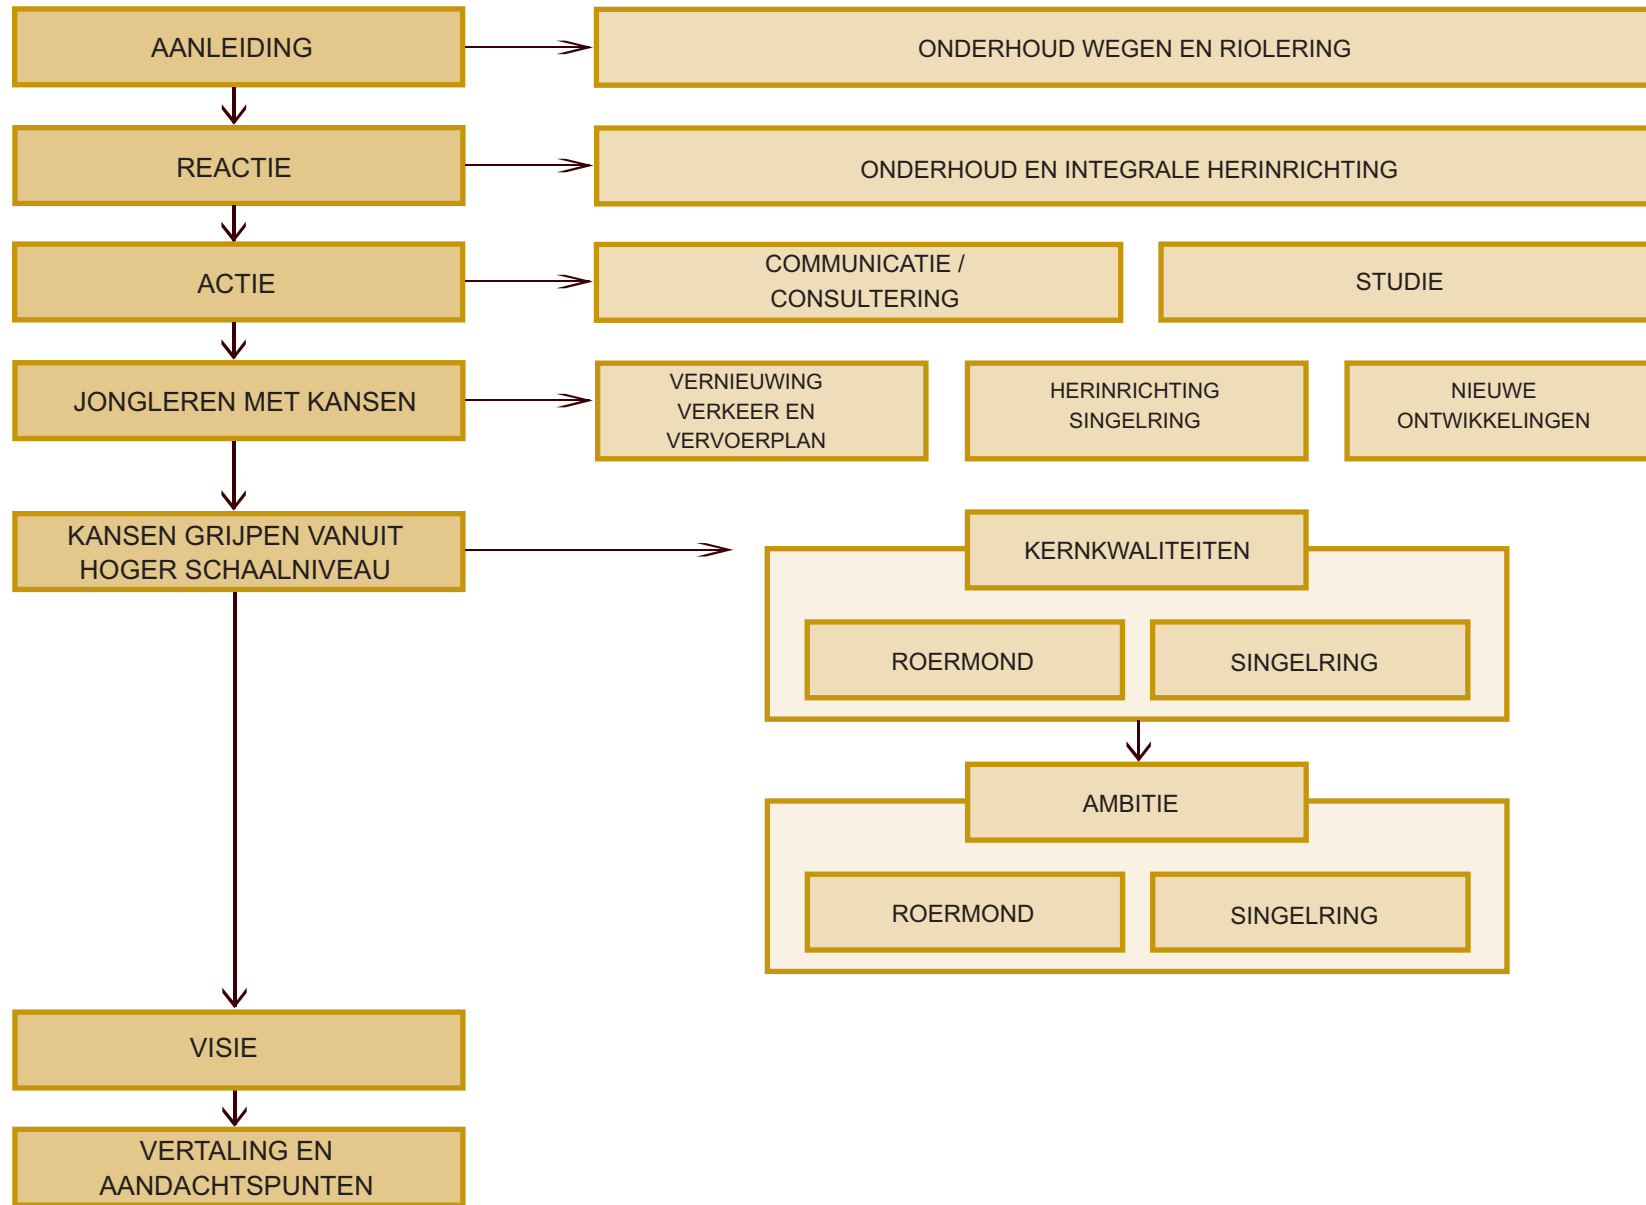 AANLEIDING
ONDERHOUD WEGEN EN RIOLERING
REACTIE
ONDERHOUD EN INTEGRALE HERINRICHTING
ACTIE
COMMUNICATIE /
CONSULTERING
STUDIE
JONGLEREN MET KANSEN
VERNIEUWING
VERKEER EN
VERVOERPLAN
HERINRICHTING
SINGELRING
NIEUWE
ONTWIKKELINGEN
KANSEN GRIJPEN VANUIT
HOGER SCHAALNIVEAU
KERNKWALITEITEN
ROERMOND
SINGELRING
AMBITIE
ROERMOND
SINGELRING
VISIE
VERTALING EN
AANDACHTSPUNTEN